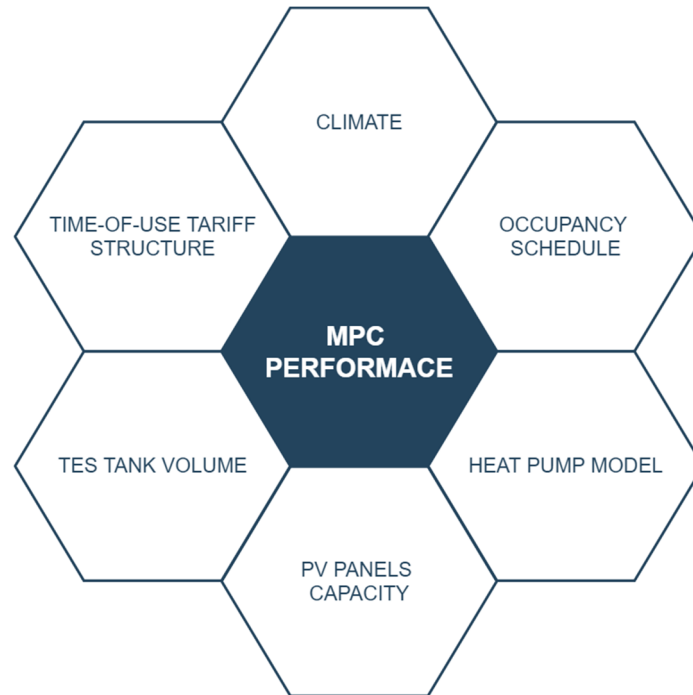 CLIMATE
TIME-OF-USE TARIFF
STRUCTURE
OCCUPANCY
SCHEDULE
MPC
PERFORMACE
TES TANK VOLUME
HEAT PUMP MODEL
PV PANELS
CAPACITY